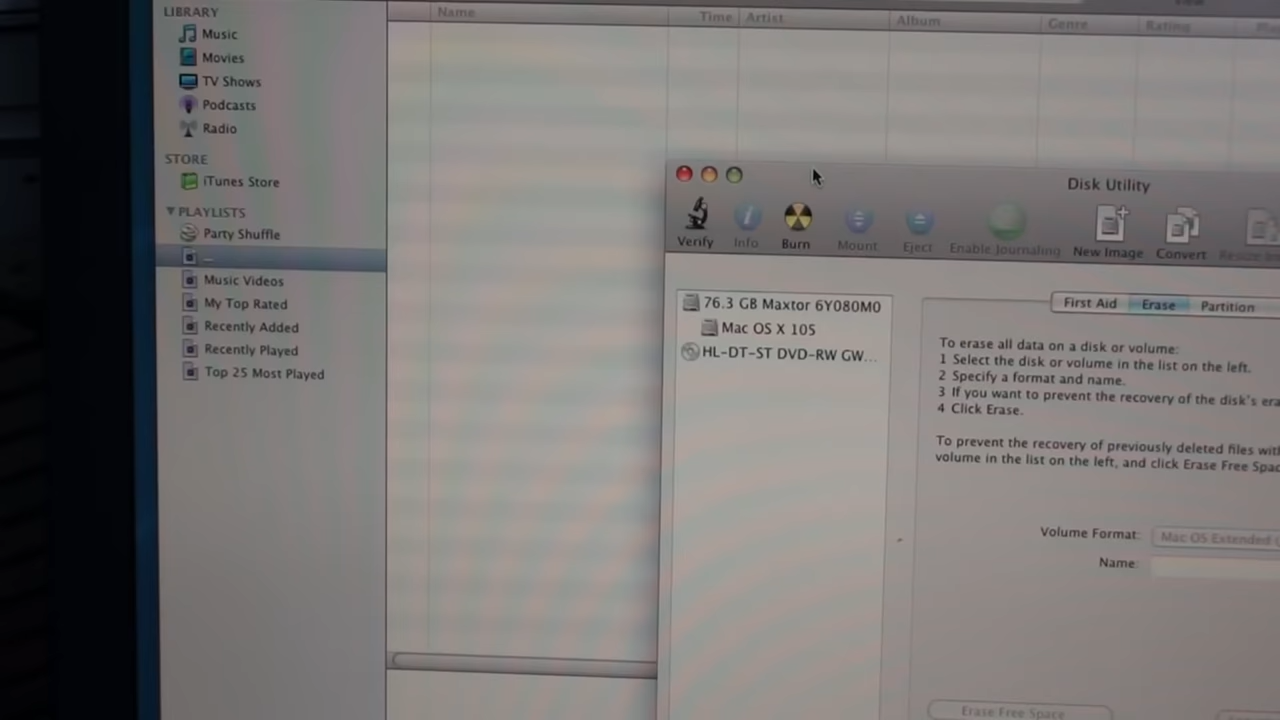 LIBRARY
Music
Movies
TV Shows
Podcasts
Radio
STORE
iTunes Store
PLAYLISTS
Party Shuffle
Music Videos
My Top Rated
Recently Added
Recently Played
Top 25 Most Played
Name Time Artist Album Genre Rating
View
Disk Utility
Verify Info Burn Mount Eject Enable Journaling New Image Convert Resize
76.3 GB Maxtor 6Y080M0
Mac OS X 105
HL-DT-ST DVD-RW GW...
First Aid Erase Partition
To erase all data on a disk or volume:
1 Select the disk or volume in the list on the left.
2 Specify a format and name.
3 If you want to prevent the recovery of the disk's era
4 Click Erase.
To prevent the recovery of previously deleted files wit
volume in the list on the left, and click Erase Free Spac
Volume Format: Mac OS Extended (
Name:
Erase Free Space